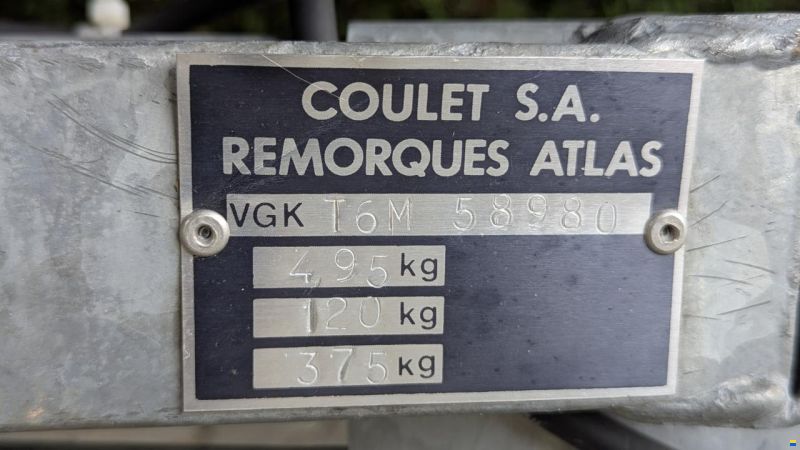 COULET S.A.
REMORQUES ATLAS
VGK T6M 58980
495 kg
120 kg
375 kg